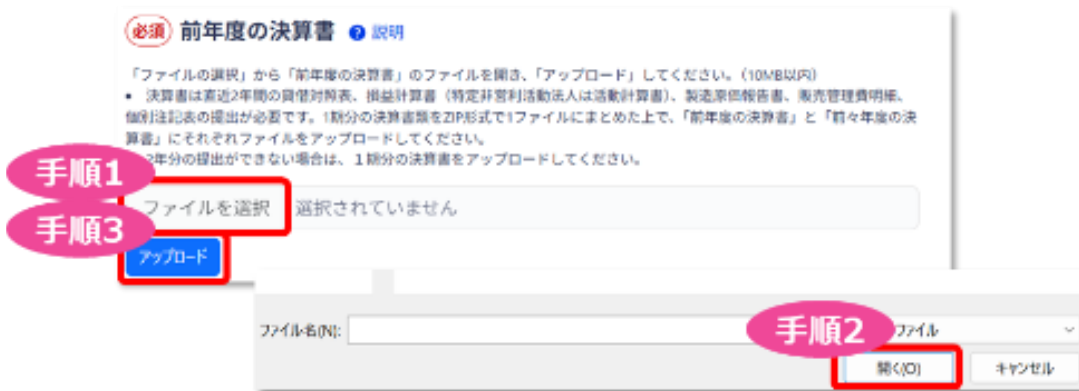 必須 前年度の決算書 ? 説明
「ファイルの選択」から「前年度の決算書」のファイルを開き、「アップロード」してください。(10MB以内)
• 決算書は直近2年間の貸借対照表、損益計算書(特定非営利活動法人は活動計算書)、製造原価報告書、販売管理費明細、
個別注記表の提出が必要です。1期分の決算書類をZIP形式で1ファイルにまとめた上で、「前年度の決算書」と「前々年度の決
算書」にそれぞれファイルをアップロードしてください。
2年分の提出ができない場合は、1期分の決算書をアップロードしてください。
手順1
ファイルを選択 選択されていません
手順3
アップロード
ファイル名(N):
手順2
ファイル
開く(O)
キャンセル